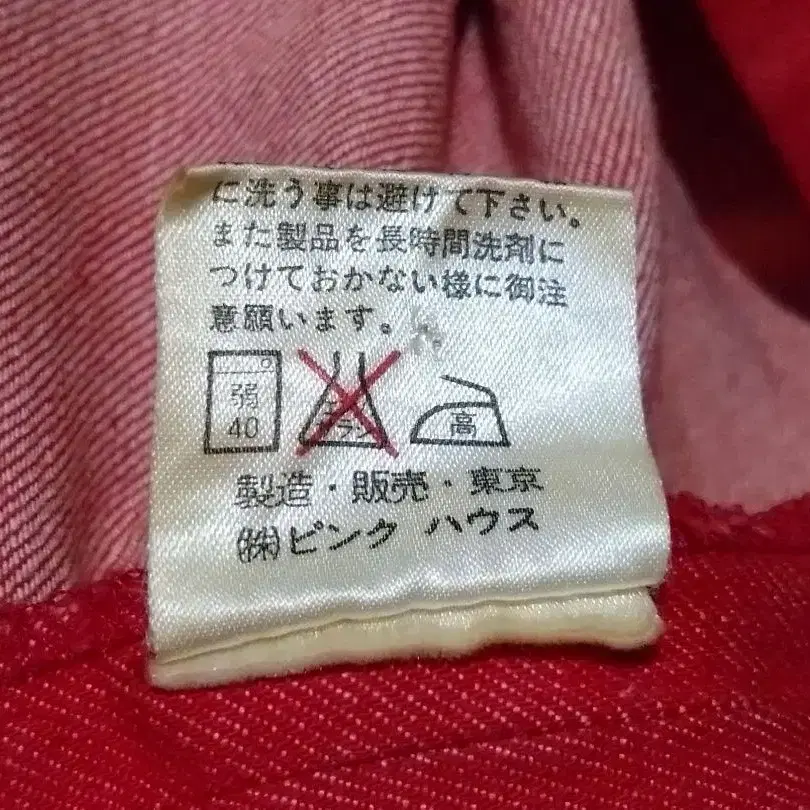 に洗う事は避けて下さい。
また製品を長時間洗剤に
つけておかない様に御注
意願います。
弱
40
高
製造・販売・東京
㈱ピンク ハウス